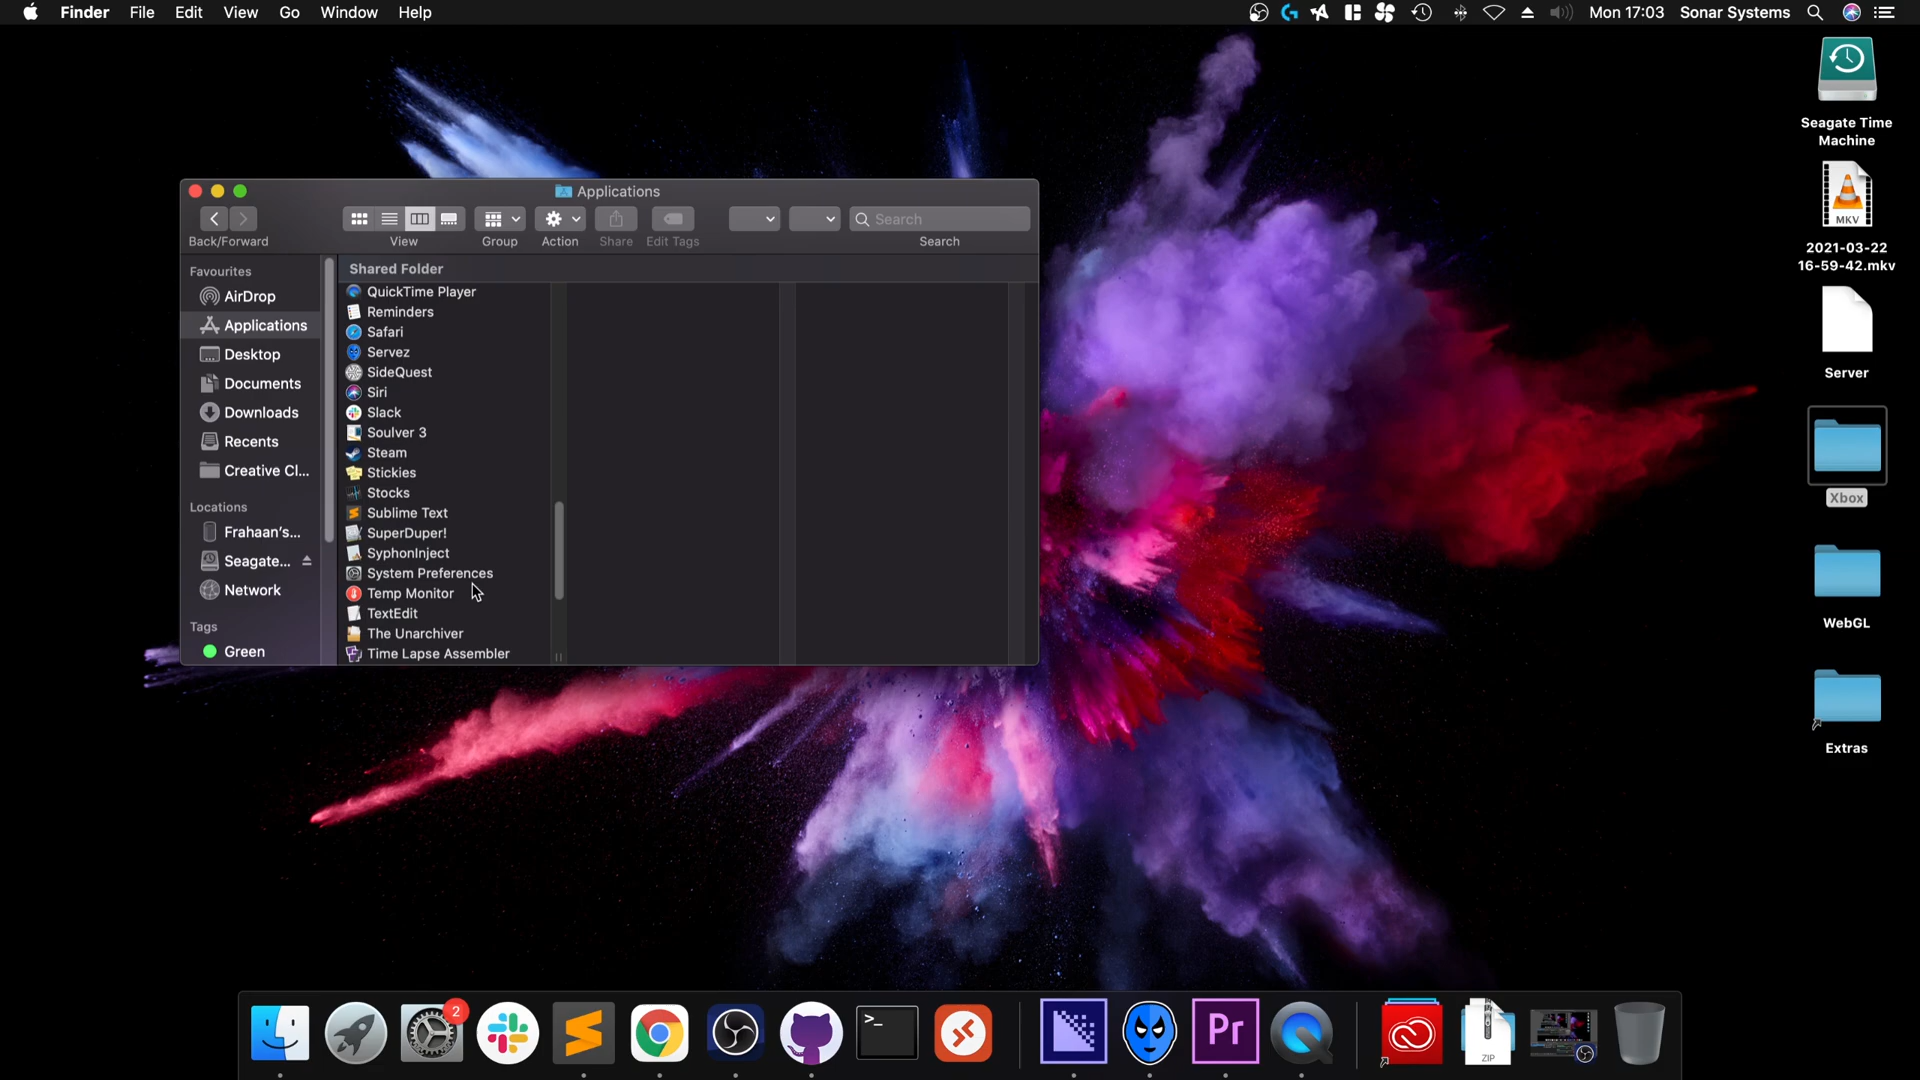 Finder File Edit View Go Window Help
Mon 17:03 Sonar Systems
Applications
Back/Forward
View
Group
Action
Share
Edit Tags
Search
Search
Favourites
AirDrop
Applications
Desktop
Documents
Downloads
Recents
Creative Cl...
Locations
Frahaan's...
Seagate...
Network
Tags
Green
Shared Folder
QuickTime Player
Reminders
Safari
Servez
SideQuest
Siri
Slack
Soulver 3
Steam
Stickies
Stocks
Sublime Text
SuperDuper!
SyphonInject
System Preferences
Temp Monitor
TextEdit
The Unarchiver
Time Lapse Assembler
Seagate Time
Machine
MKV
2021-03-22
16-59-42.mkv
Server
Xbox
WebGL
Extras
2
>_
Pr
ZIP